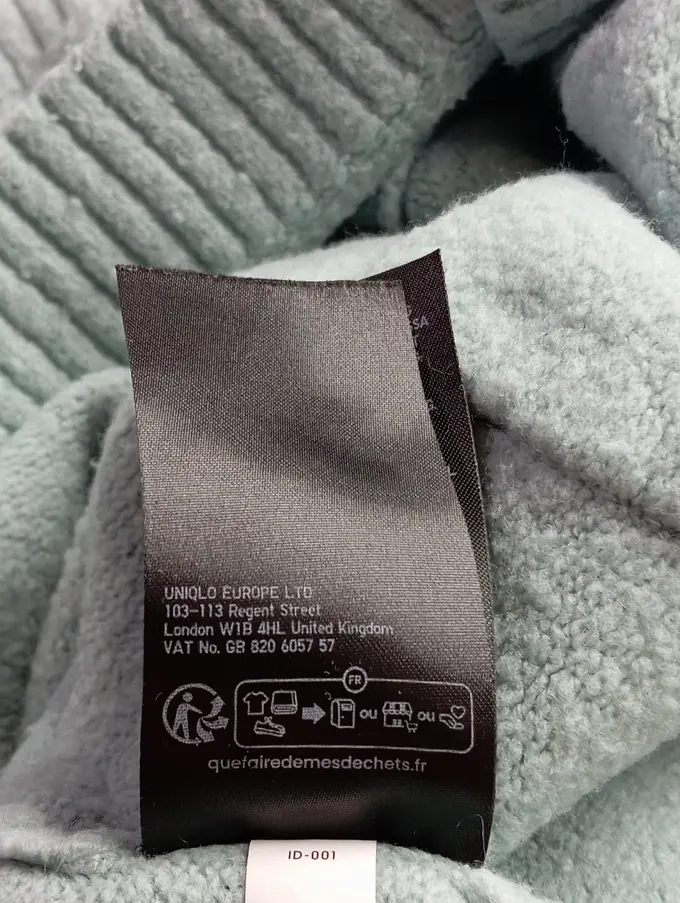 SA
UNIQLO EUROPE LTD
103-113 Regent Street
London W1B 4HL United Kingdom
VAT No. GB 820 6057 57
FR
ou ou
quefairedemesdechets.fr
ID-001